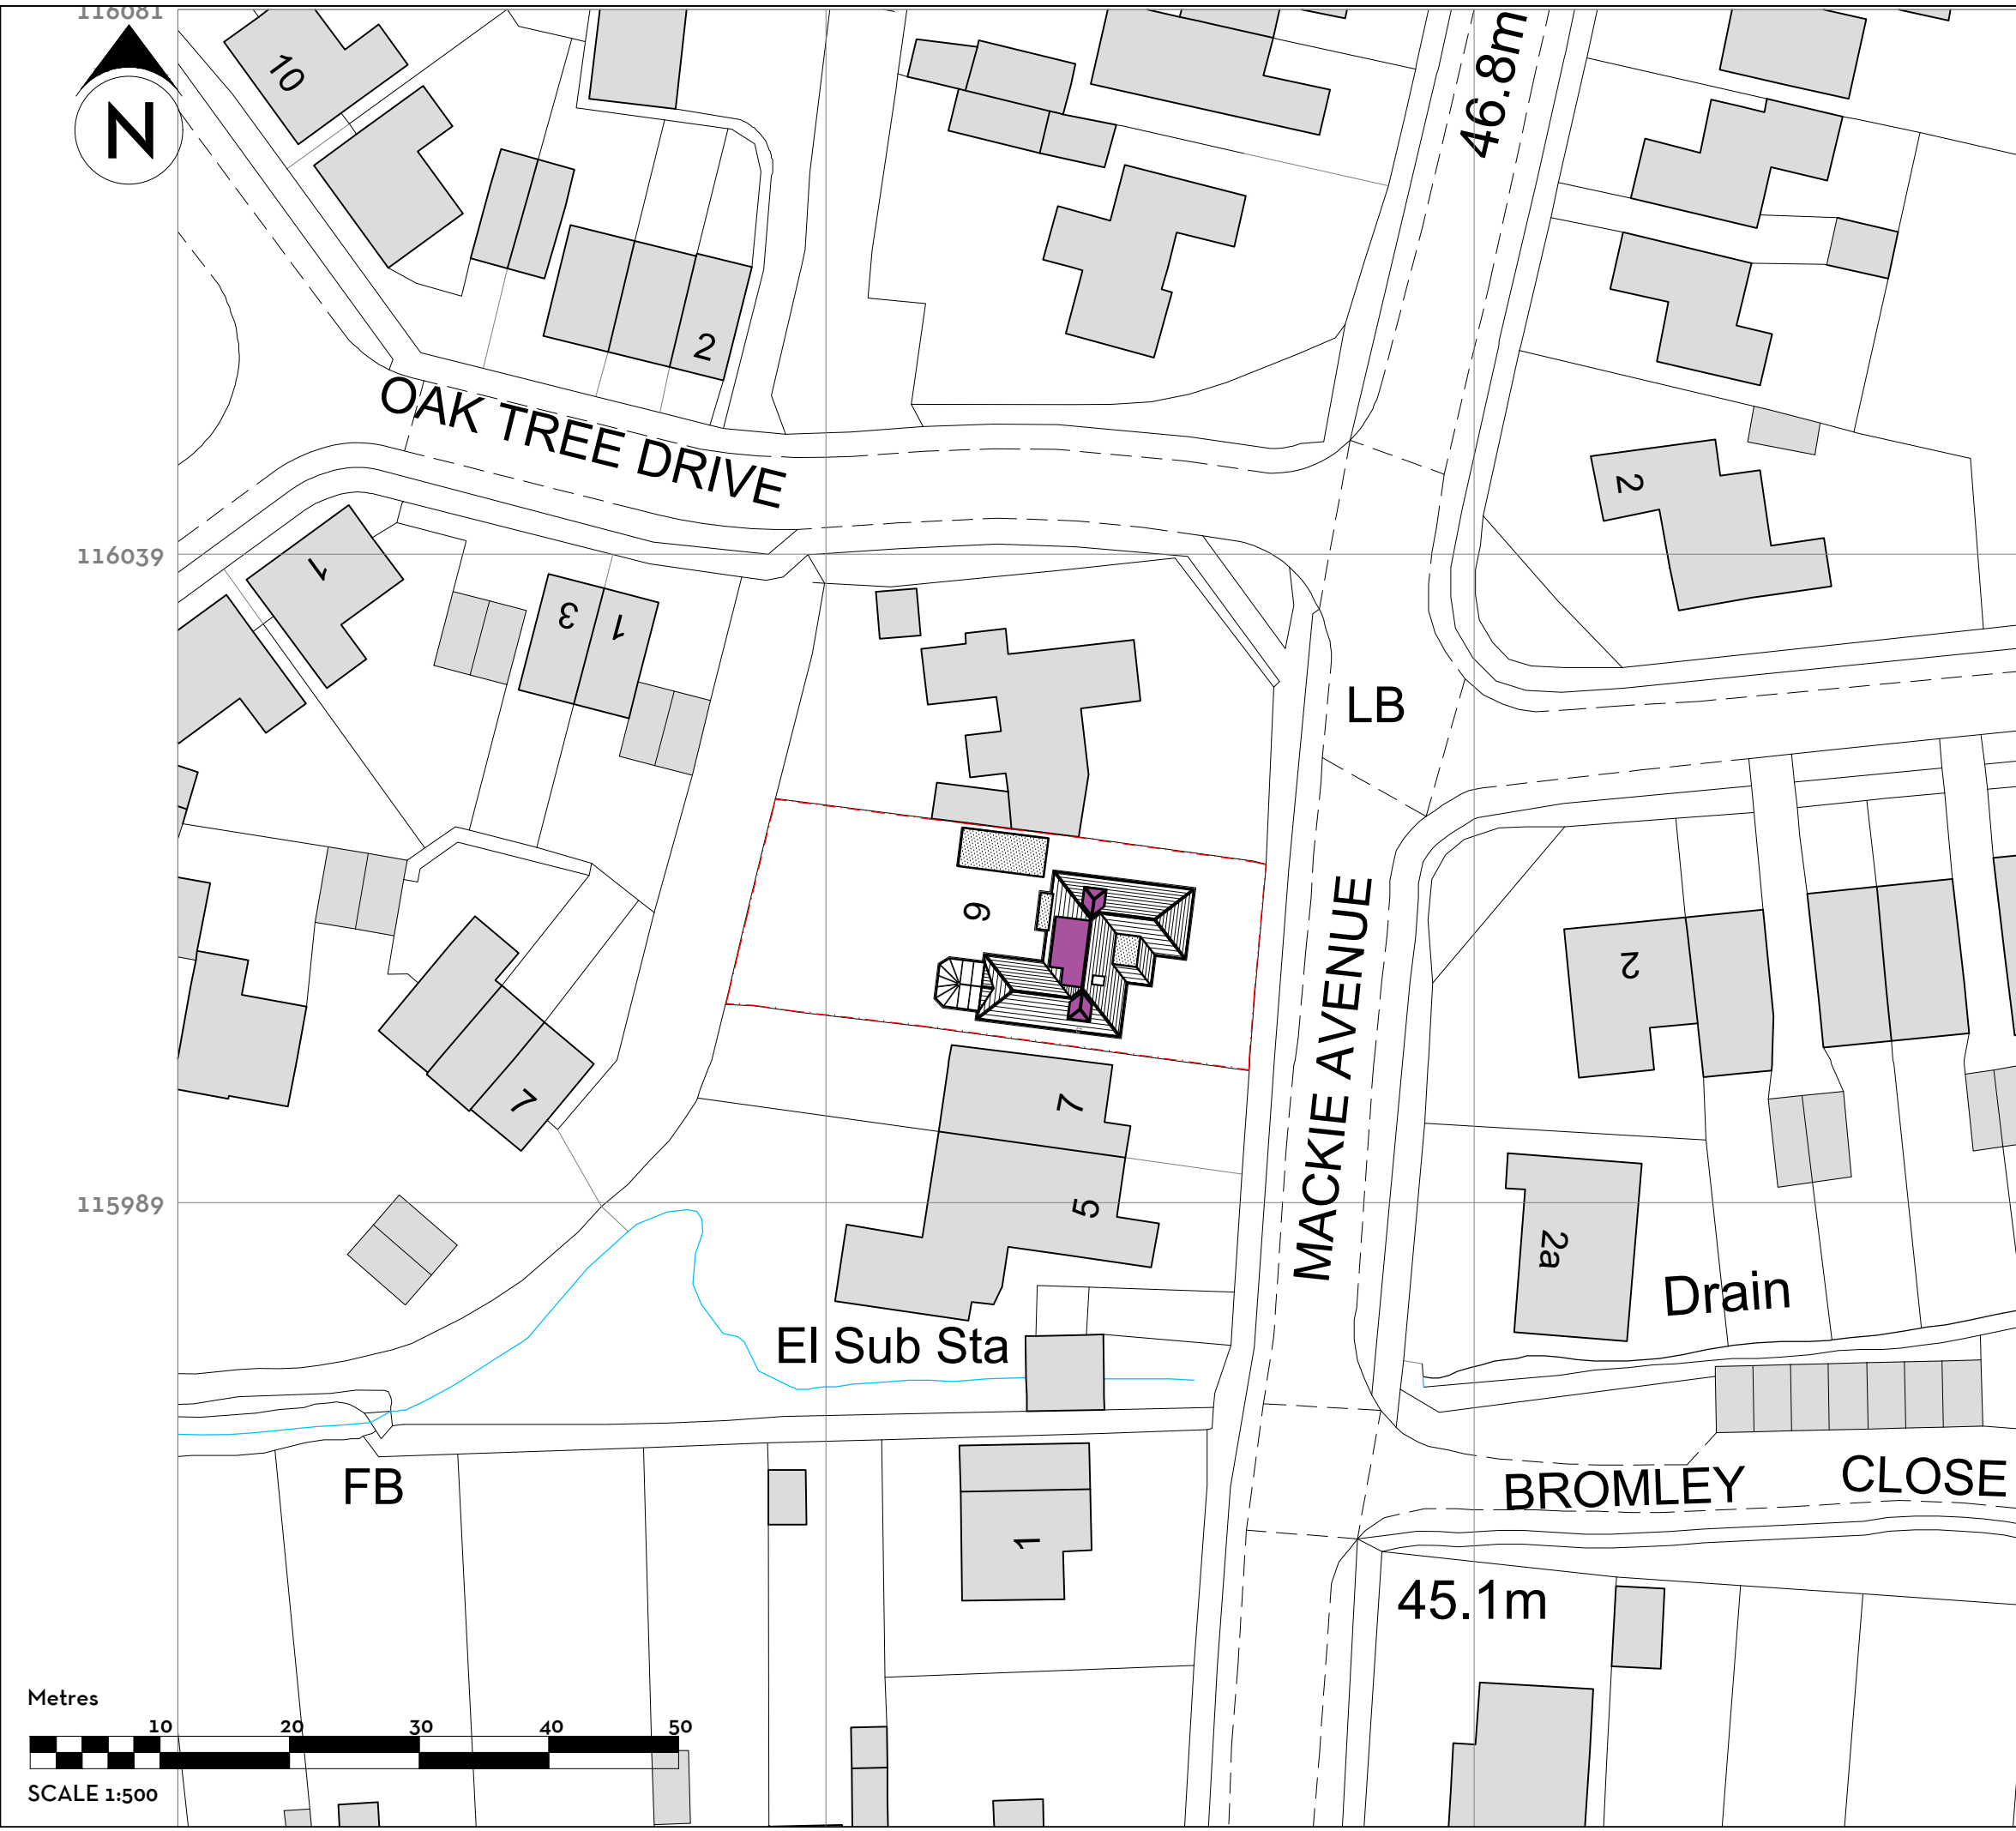 116081
N
10
46.8m
2
OAK TREE DRIVE
2
116039
1
3
1
LB
9
MACKIE AVENUE
2
7
7
5
115989
2a
Drain
El Sub Sta
FB
BROMLEY CLOSE
1
45.1m
Metres
10 20 30 40 50
SCALE 1:500